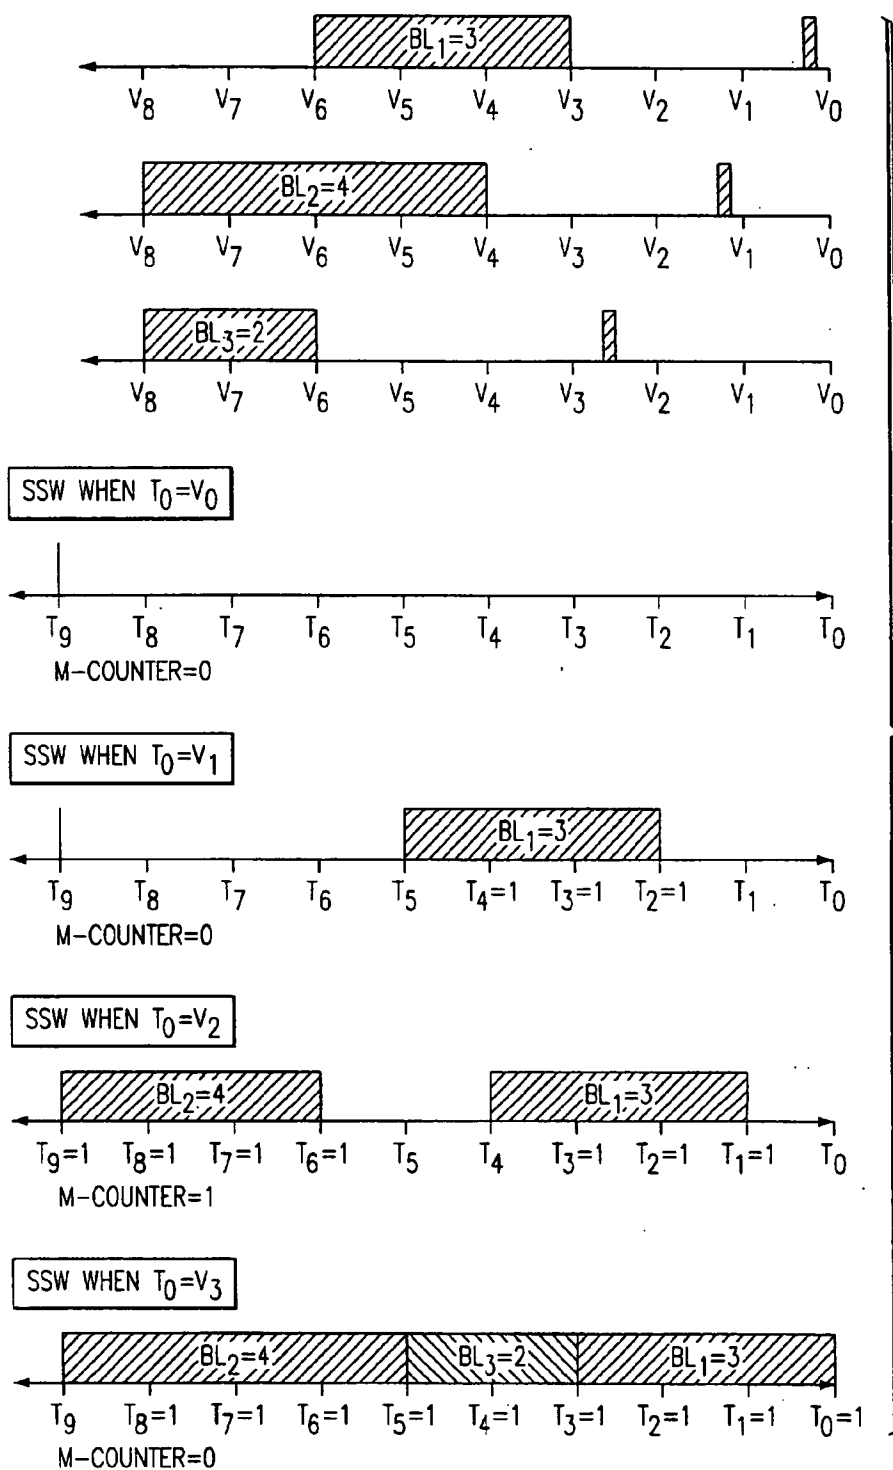 BL1=3
V8 V7 V6 V5 V4 V3 V2 V1 V0
BL2=4
V8 V7 V6 V5 V4 V3 V2 V1 V0
BL3=2
V8 V7 V6 V5 V4 V3 V2 V1 V0
SSW WHEN T0=V0
T9 T8 T7 T6 T5 T4 T3 T2 T1 T0
M-COUNTER=0
SSW WHEN T0=V1
BL1=3
T9 T8 T7 T6 T5 T4=1 T3=1 T2=1 T1 T0
M-COUNTER=0
SSW WHEN T0=V2
BL2=4 BL1=3
T9=1 T8=1 T7=1 T6=1 T5 T4 T3=1 T2=1 T1=1 T0
M-COUNTER=1
SSW WHEN T0=V3
BL2=4 BL3=2 BL1=3
T9 T8=1 T7=1 T6=1 T5=1 T4=1 T3=1 T2=1 T1=1 T0=1
M-COUNTER=0